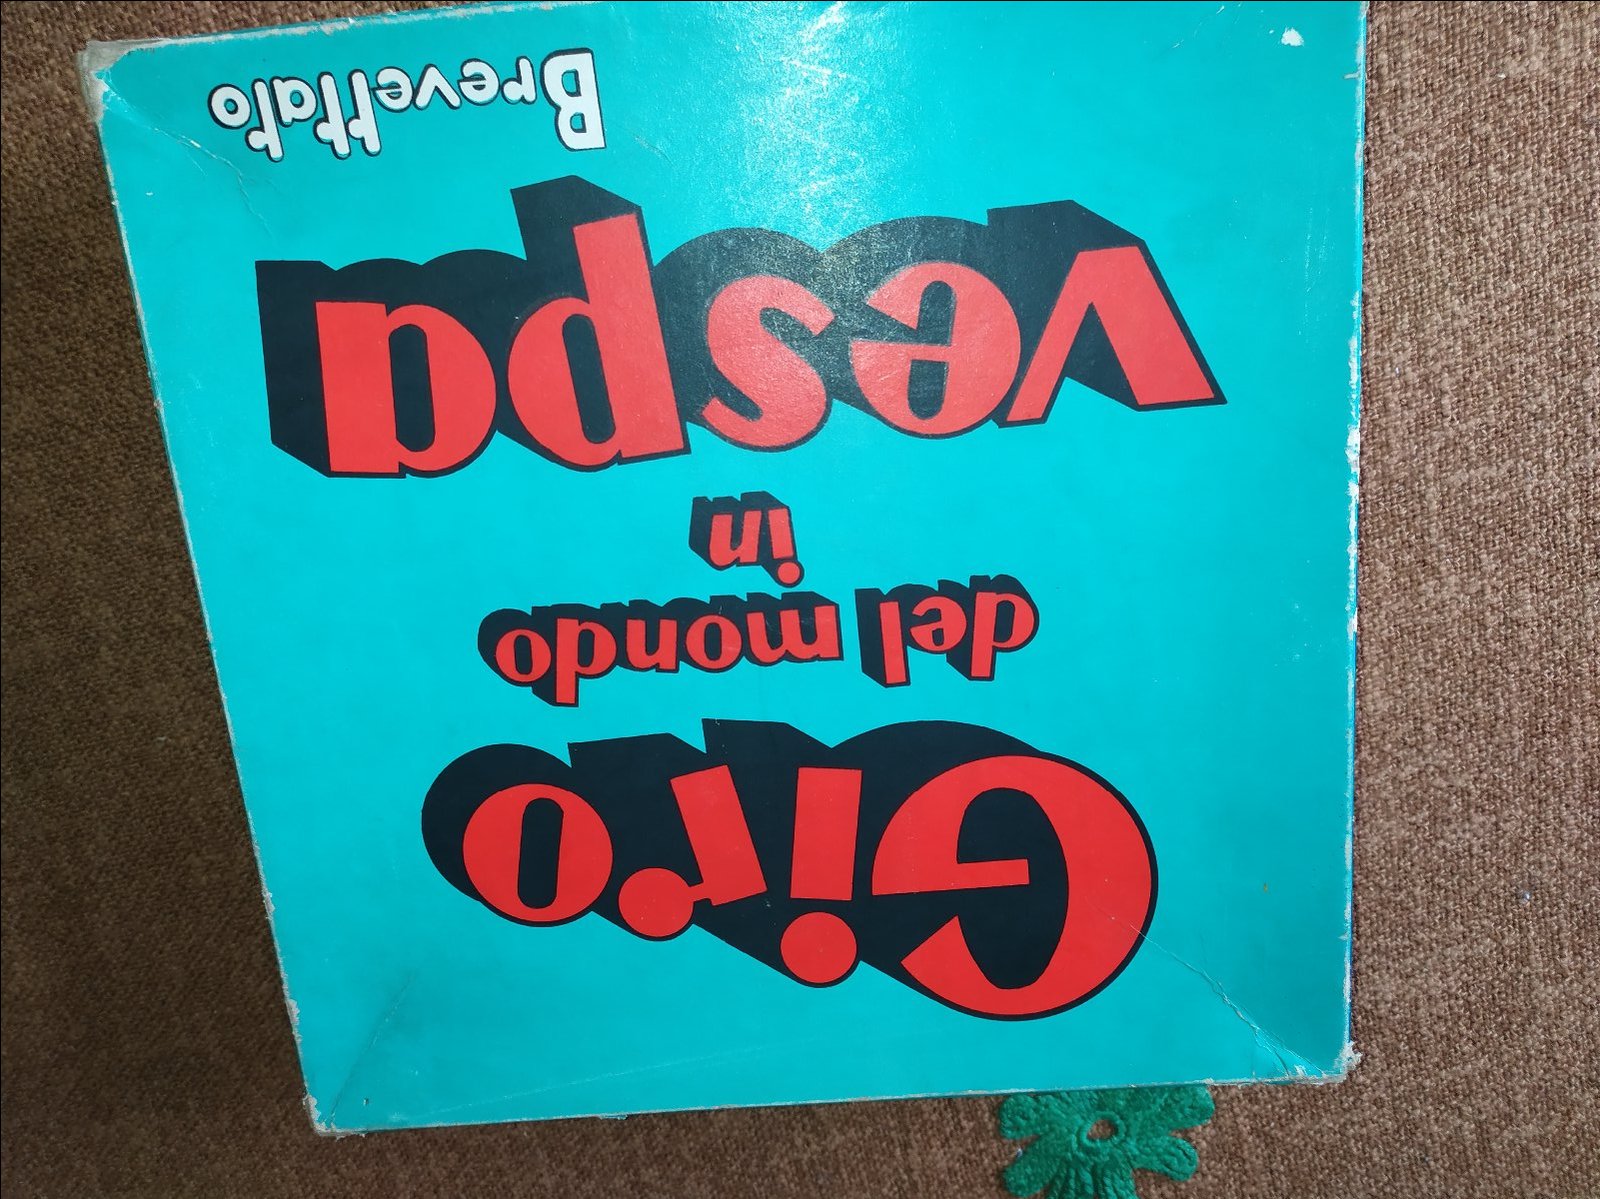 Giro
del mondo
in
vespa
Brevettato